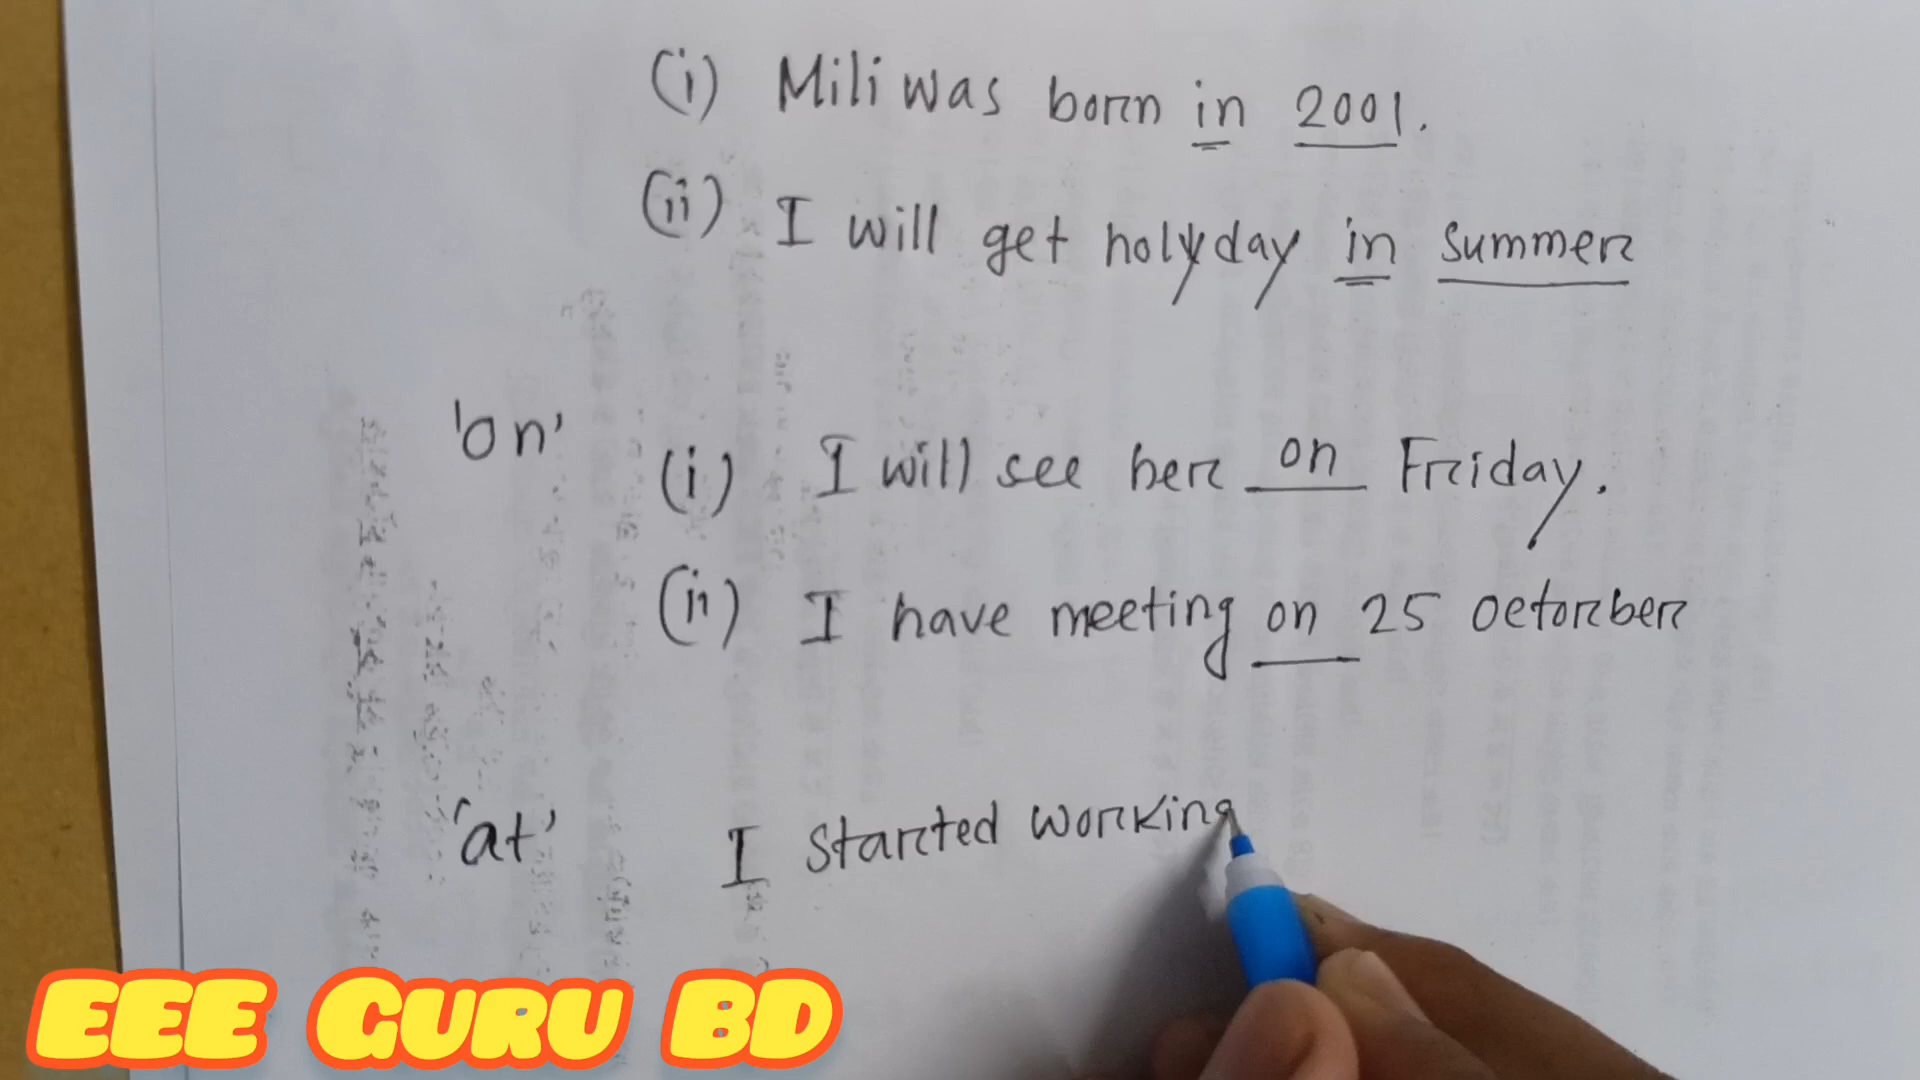 (i) Mili was born in 2001.
(ii) I will get holyday in summer
'on'
(i) I will see her on Friday.
(ii) I have meeting on 25 Octorber
'at' I started working
EEE GURU BD